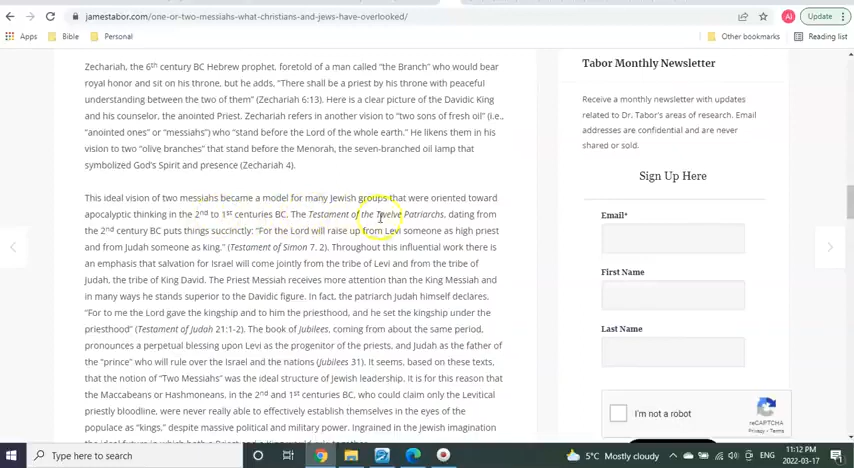 jamestabor.com/one-or-two-messiahs-what-christians-and-jews-have-overlooked/
Update
Apps
Bible
Personal
Other bookmarks
Reading list
Zechariah, the 6th century BC Hebrew prophet, foretold of a man called "the Branch" who would bear
royal honor and sit on his throne, but he adds, "There shall be a priest by his throne with peaceful
understanding between the two of them" (Zechariah 6:13). Here is a clear picture of the Davidic King
and his counselor, the anointed Priest. Zechariah refers in another vision to "two sons of fresh oil" (i.e.,
"anointed ones" or "messiahs") who "stand before the Lord of the whole earth." He likens them in his
vision to two "olive branches" that stand before the Menorah, the seven-branched oil lamp that
symbolized God's Spirit and presence (Zechariah 4).
This ideal vision of two messiahs became a model for many Jewish groups that were oriented toward
apocalyptic thinking in the 2nd to 1st centuries BC. The Testament of the Twelve Patriarchs, dating from
the 2nd century BC puts things succinctly: "For the Lord will raise up from Levi someone as high priest
and from Judah someone as king." (Testament of Simon 7. 2). Throughout this influential work there is
an emphasis that salvation for Israel will come jointly from the tribe of Levi and from the tribe of
Judah, the tribe of King David. The Priest Messiah receives more attention than the King Messiah and
in many ways he stands superior to the Davidic figure. In fact, the patriarch Judah himself declares.
"For to me the Lord gave the kingship and to him the priesthood, and he set the kingship under the
priesthood" (Testament of Judah 21:1-2). The book of Jubilees, coming from about the same period,
pronounces a perpetual blessing upon Levi as the progenitor of the priests, and Judah as the father of
the "prince" who will rule over the Israel and the nations (Jubilees 31). It seems, based on these texts,
that the notion of "Two Messiahs" was the ideal structure of Jewish leadership. It is for this reason that
the Maccabeans or Hashmoneans, in the 2nd and 1st centuries BC, who could claim only the Levitical
priestly bloodline, were never really able to effectively establish themselves in the eyes of the
populace as "kings," despite massive political and military power. Ingrained in the Jewish imagination
Tabor Monthly Newsletter
Receive a monthly newsletter with updates
related to Dr. Tabor's areas of research. Email
addresses are confidential and are never
shared or sold.
Sign Up Here
Email*
First Name
Last Name
I'm not a robot
reCAPTCHA
Privacy - Terms
Type here to search
5°C Mostly cloudy
ENG
11:12 PM
2022-03-17